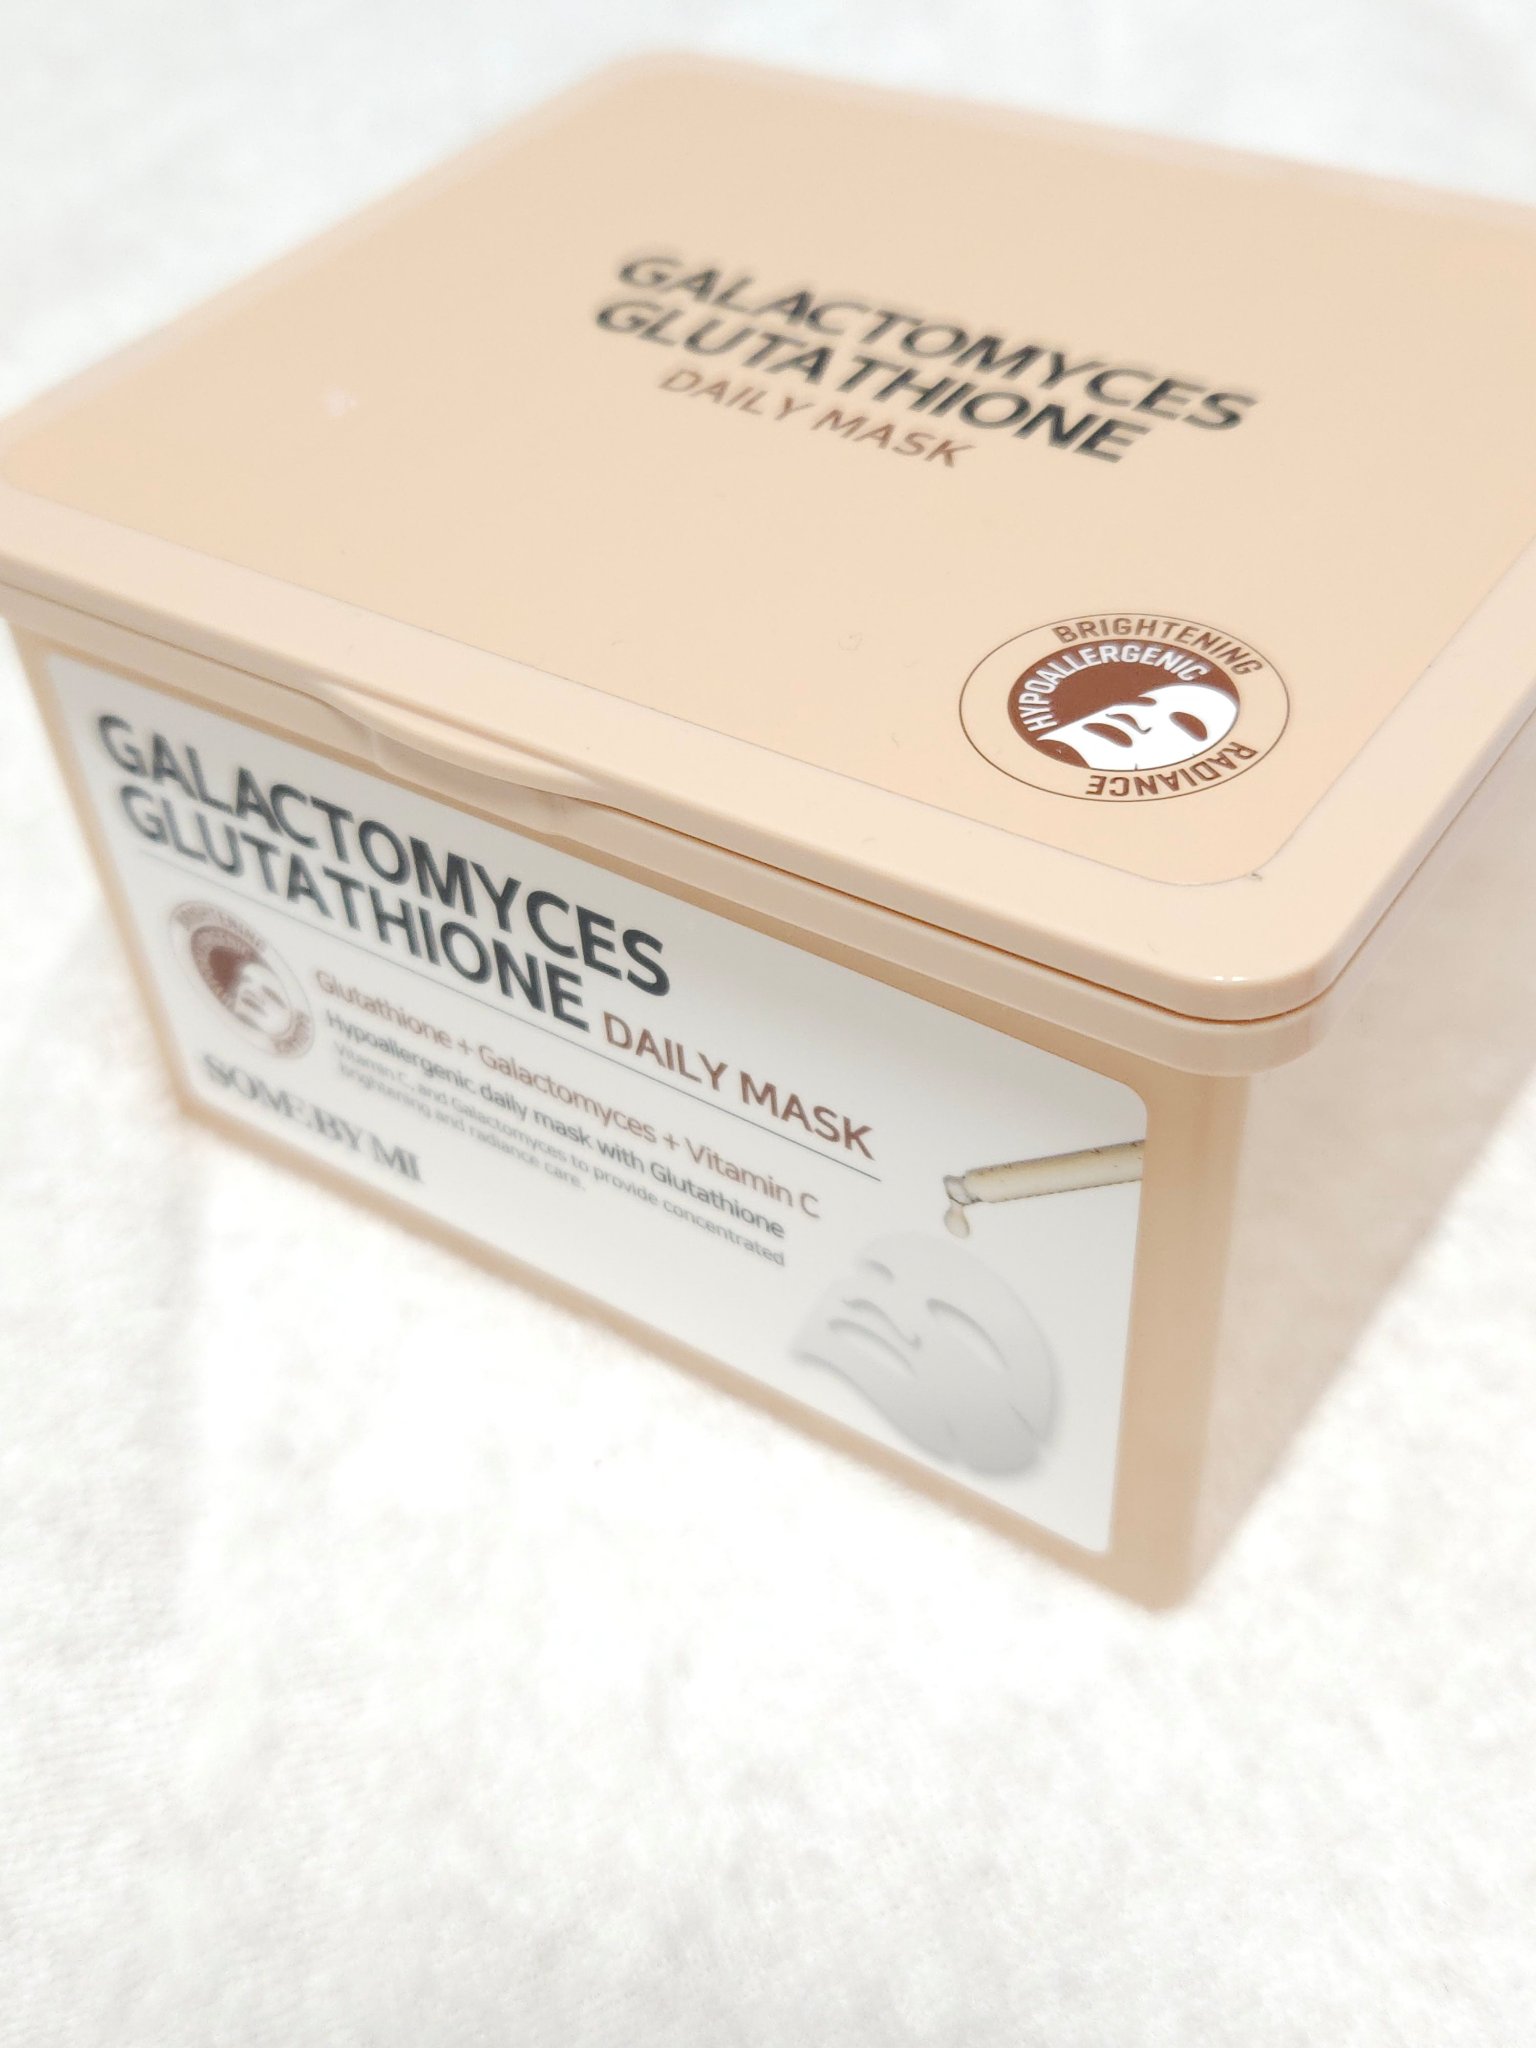 GALACTOMYCES
GLUTATHIONE
DAILY MASK
BRIGHTENING
HYPOALLERGENIC
RADIANCE
GALACTOMYCES
GLUTATHIONE DAILY MASK
Glutathione + Galactomyces + Vitamin C
Hypoallergenic daily mask with Glutathione
Vitamin C, and Galactomyces to provide concentrated
brightening and radiance care.
SOME BY MI